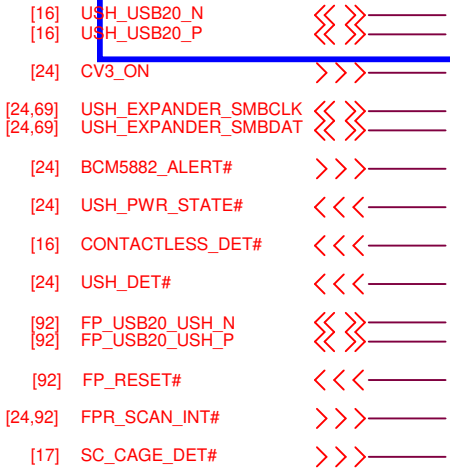 [16] USH_USB20_N
[16] USH_USB20_P
[24] CV3_ON
[24,69] USH_EXPANDER_SMBCLK
[24,69] USH_EXPANDER_SMBDAT
[24] BCM5882_ALERT#
[24] USH_PWR_STATE#
[16] CONTACTLESS_DET#
[24] USH_DET#
[92] FP_USB20_USH_N
[92] FP_USB20_USH_P
[92] FP_RESET#
[24,92] FPR_SCAN_INT#
[17] SC_CAGE_DET#